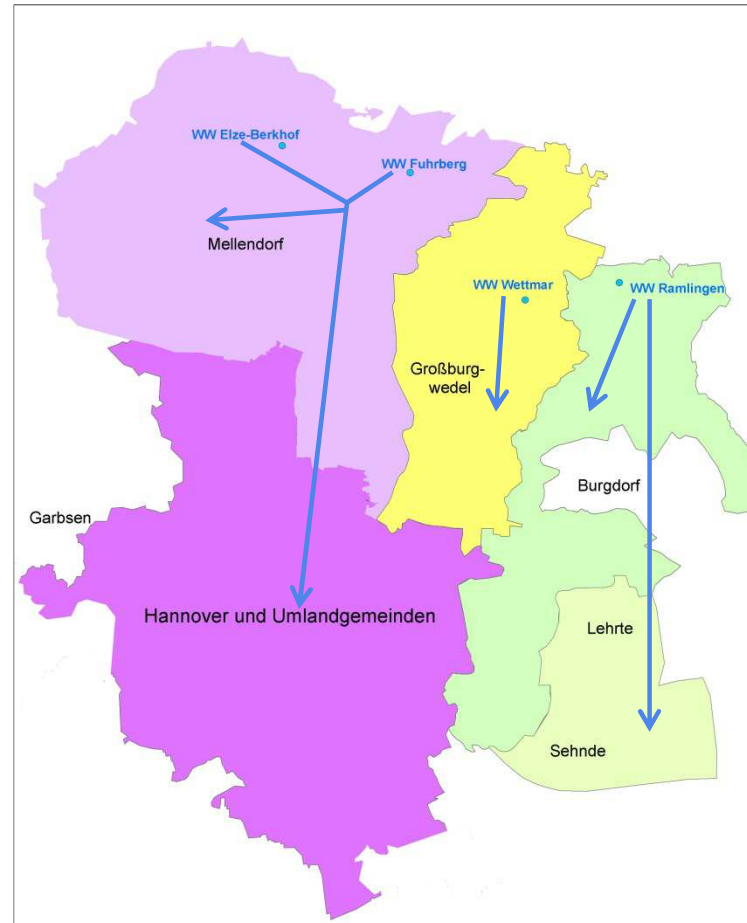 WW Elze-Berkhof
WW Fuhrberg
Mellendorf
WW Wettmar
WW Ramlingen
Großburg-
wedel
Burgdorf
Garbsen
Hannover und Umlandgemeinden
Lehrte
Sehnde